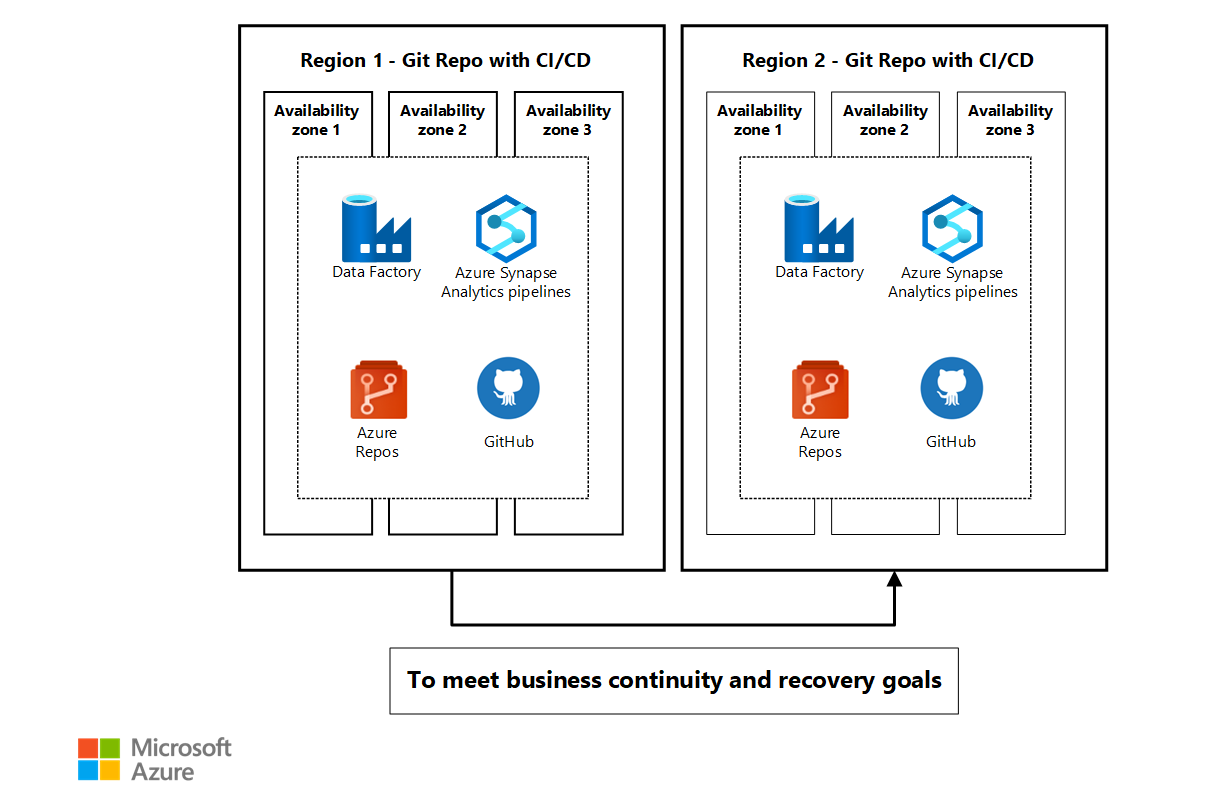 Region 1 - Git Repo with CI/CD
Availability
zone 1
Availability
zone 2
Availability
zone 3
Data Factory
Azure Synapse
Analytics pipelines
Azure
Repos
GitHub
Region 2 - Git Repo with CI/CD
Availability
zone 1
Availability
zone 2
Availability
zone 3
Data Factory
Azure Synapse
Analytics pipelines
Azure
Repos
GitHub
To meet business continuity and recovery goals
Microsoft
Azure